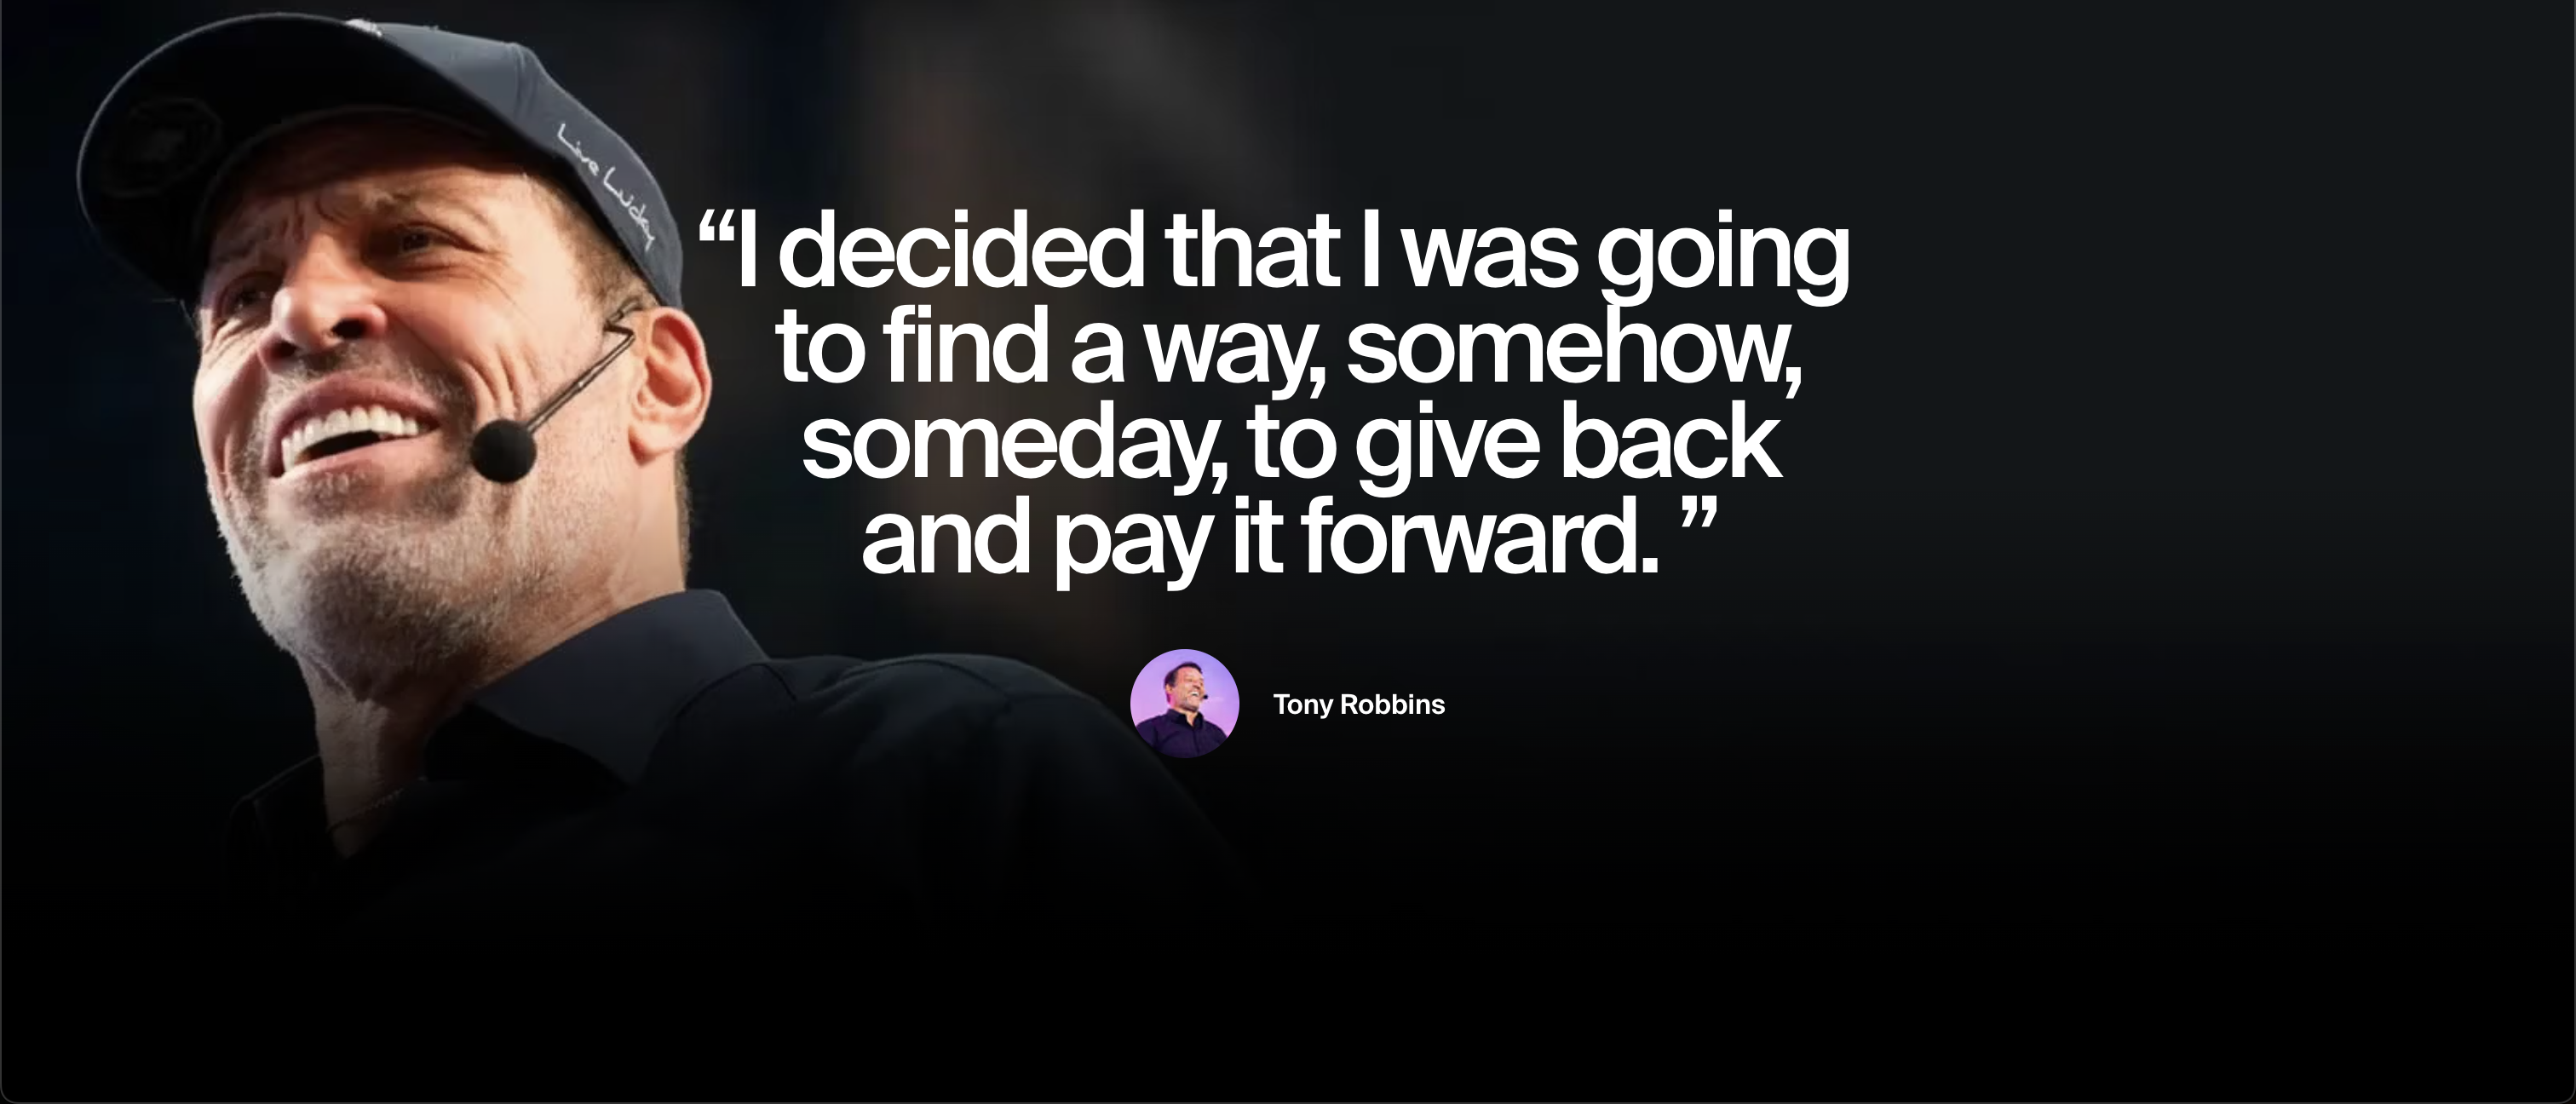 Live Lucky
“I decided that I was going
to find a way, somehow,
someday, to give back
and pay it forward. ”
Tony Robbins